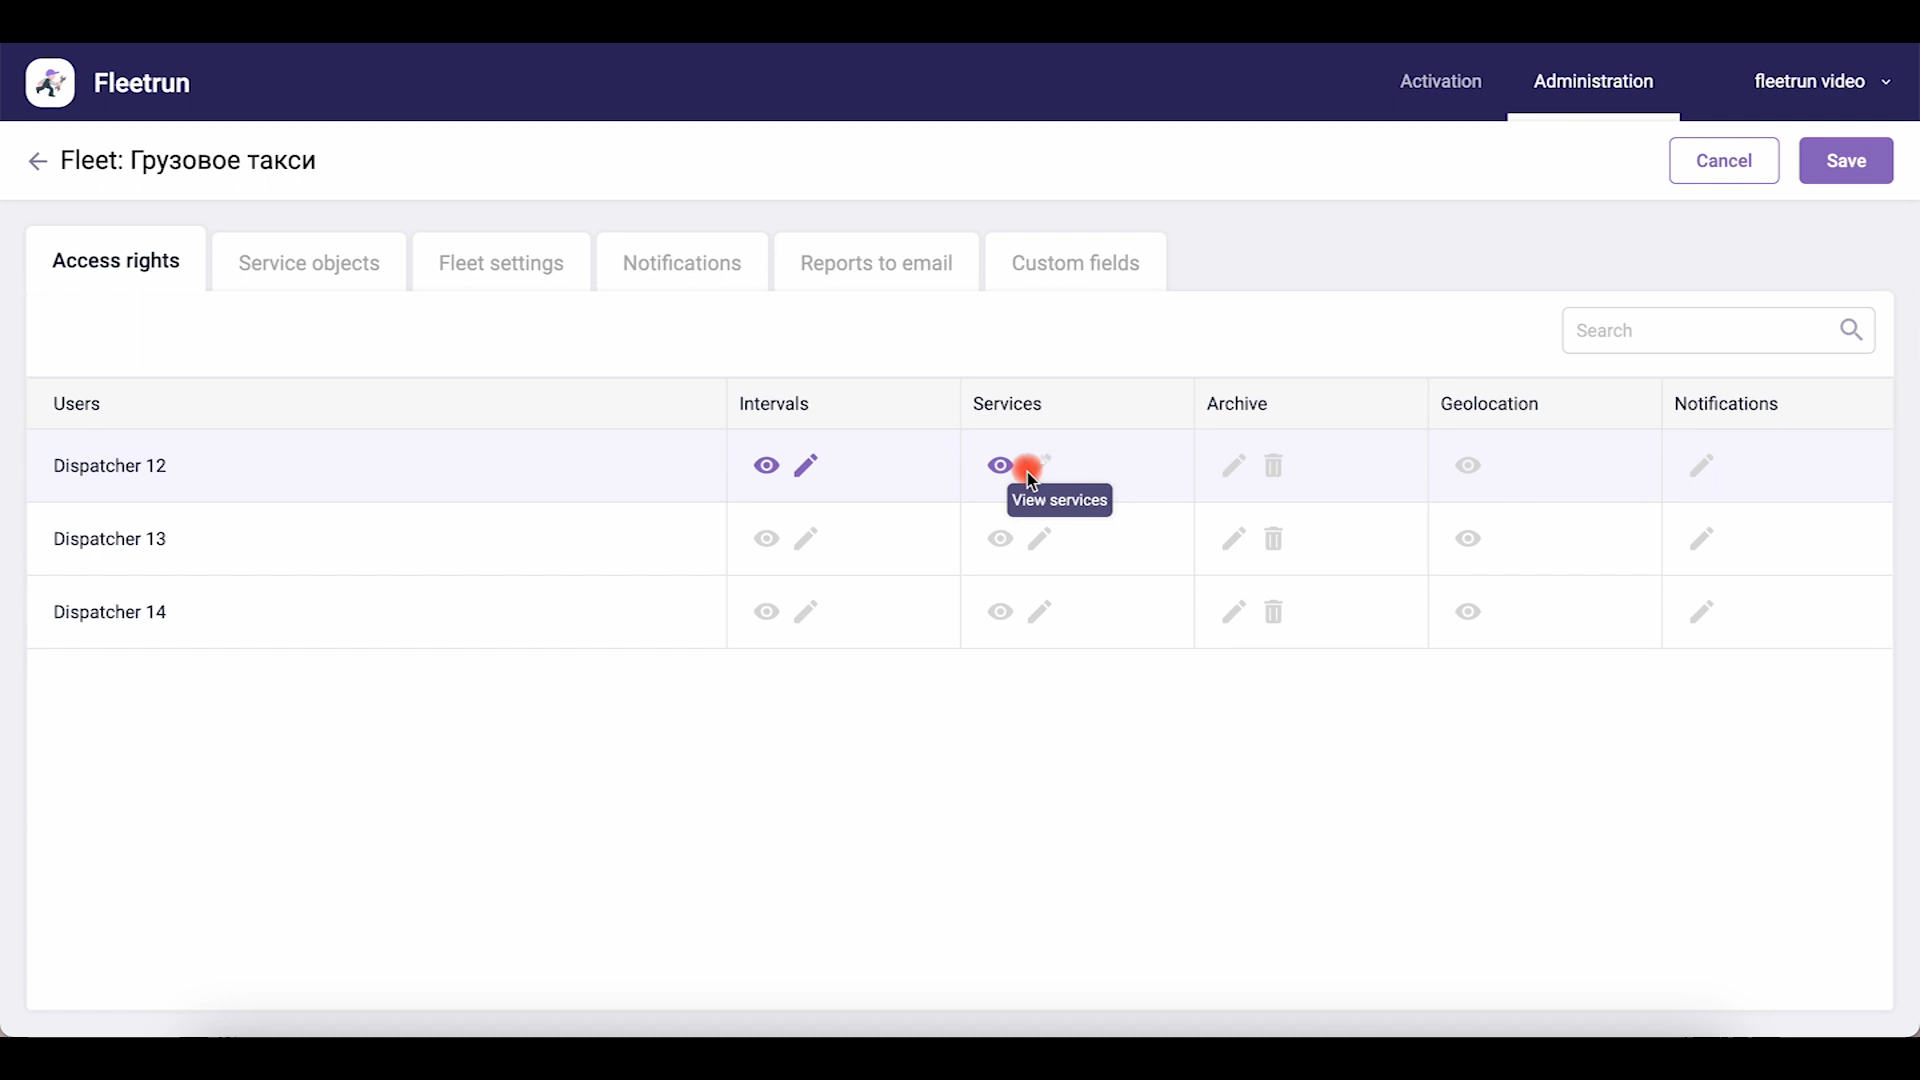 Fleetrun
Activation
Administration
fleetrun video
Fleet: Грузовое такси
Cancel
Save
Access rights
Service objects
Fleet settings
Notifications
Reports to email
Custom fields
Search
Users
Intervals
Services
Archive
Geolocation
Notifications
Dispatcher 12
View services
Dispatcher 13
Dispatcher 14